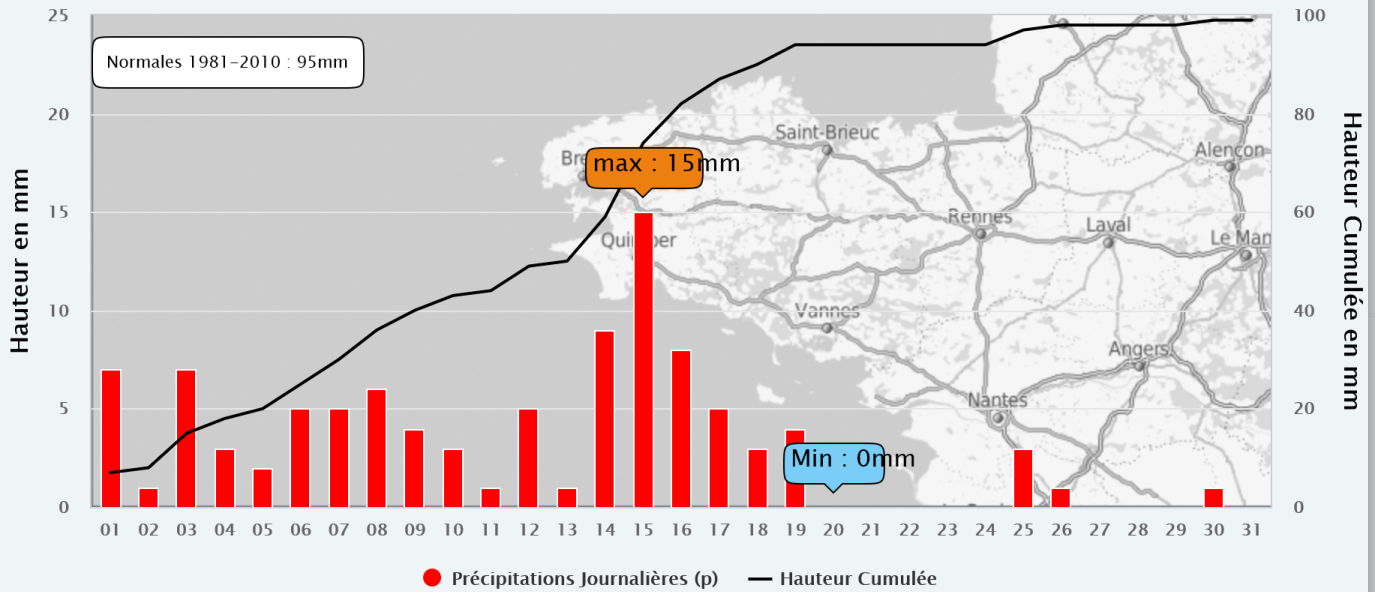 25
100
Normales 1981-2010 : 95mm
20
80
Saint-Brieuc
Alençon
max : 15mm
15
60
Rennes
Laval
Le Man
Hauteur en mm
Hauteur Cumulée en mm
10
40
Vannes
Angers
5
20
Nantes
Min : 0mm
0
0
01 02 03 04 05 06 07 08 09 10 11 12 13 14 15 16 17 18 19 20 21 22 23 24 25 26 27 28 29 30 31
Précipitations Journalières (p) Hauteur Cumulée